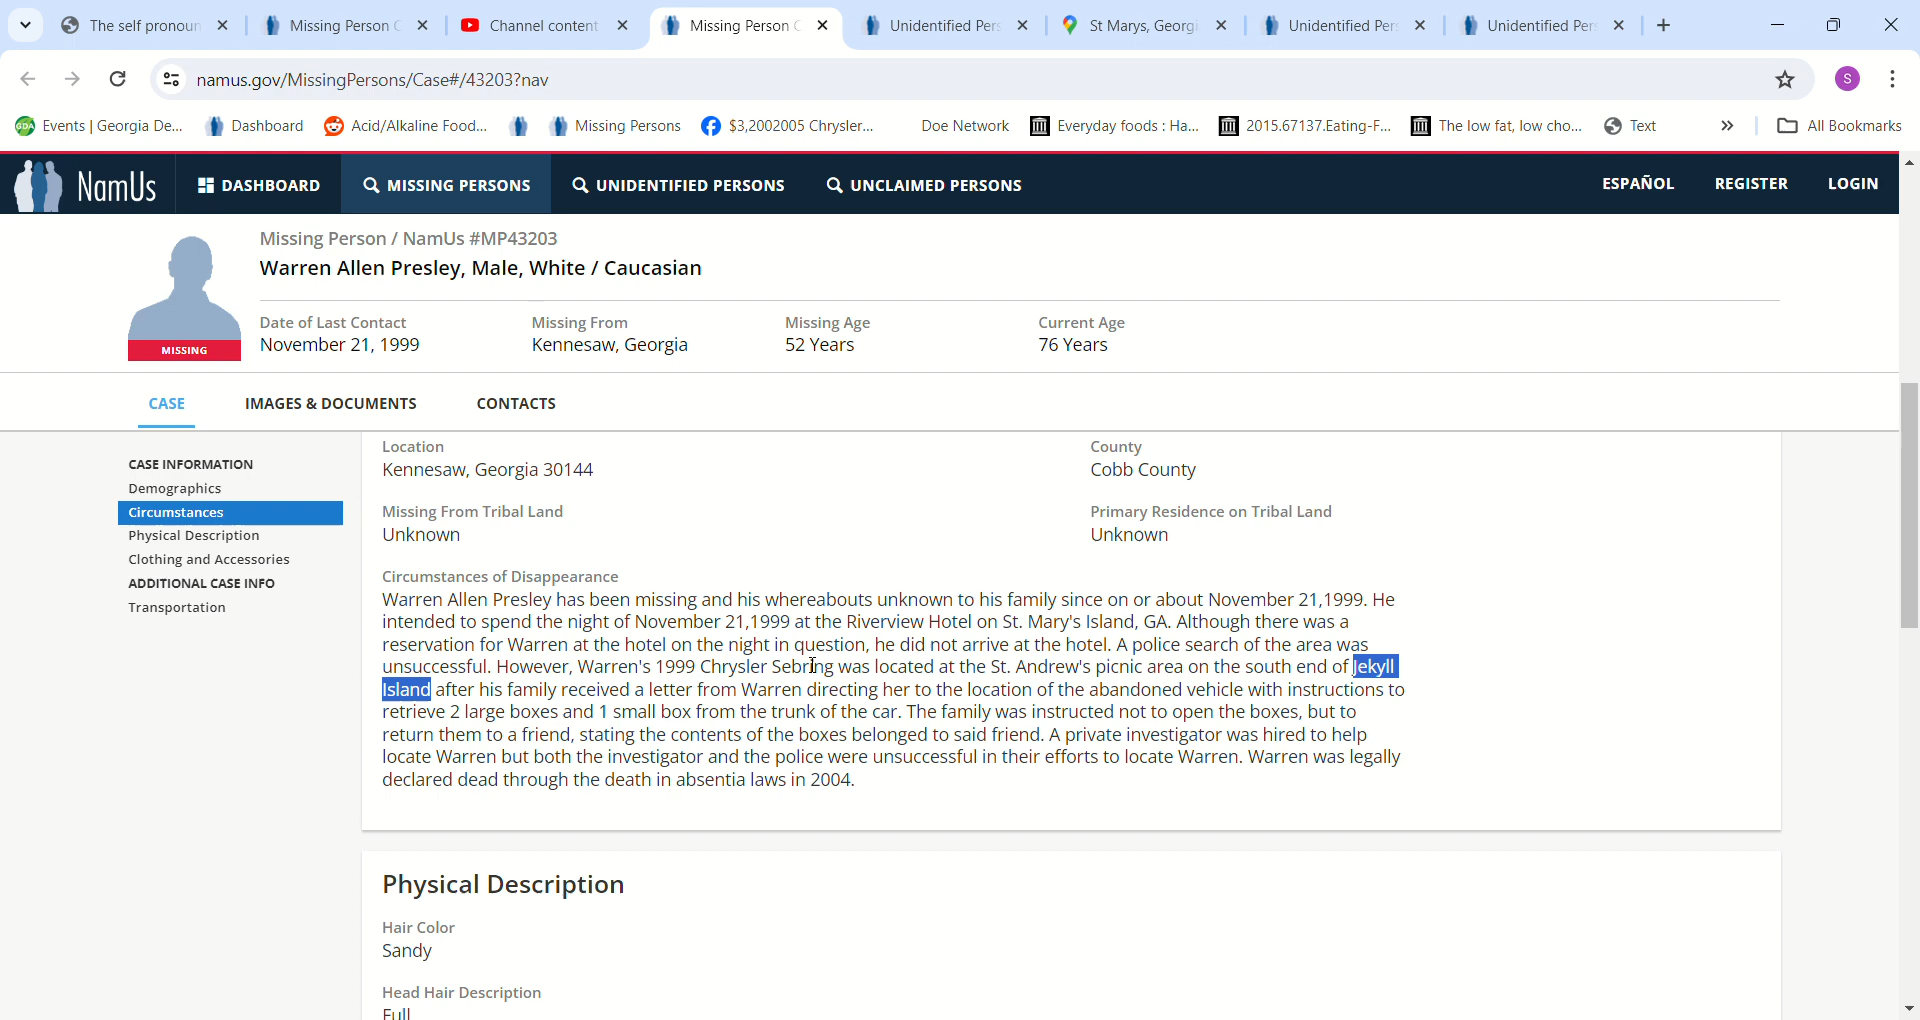 The self pronoun
Missing Person C
Channel content
Missing Person C
Unidentified Pers
St Marys, Georgi
Unidentified Pers
Unidentified Pers
namus.gov/MissingPersons/Case#/43203?nav
S
GDA Events | Georgia De...
Dashboard
Acid/Alkaline Food...
Missing Persons
$3,2002005 Chrysler...
Doe Network
Everyday foods : Ha...
2015.67137.Eating-F...
The low fat, low cho...
Text
»
All Bookmarks
NamUs
DASHBOARD
MISSING PERSONS
UNIDENTIFIED PERSONS
UNCLAIMED PERSONS
ESPAÑOL
REGISTER
LOGIN
MISSING
Missing Person / NamUs #MP43203
Warren Allen Presley, Male, White / Caucasian
Date of Last Contact
November 21, 1999
Missing From
Kennesaw, Georgia
Missing Age
52 Years
Current Age
76 Years
CASE
IMAGES & DOCUMENTS
CONTACTS
CASE INFORMATION
Demographics
Circumstances
Physical Description
Clothing and Accessories
ADDITIONAL CASE INFO
Transportation
Location
Kennesaw, Georgia 30144
County
Cobb County
Missing From Tribal Land
Unknown
Primary Residence on Tribal Land
Unknown
Circumstances of Disappearance
Warren Allen Presley has been missing and his whereabouts unknown to his family since on or about November 21,1999. He
intended to spend the night of November 21,1999 at the Riverview Hotel on St. Mary's Island, GA. Although there was a
reservation for Warren at the hotel on the night in question, he did not arrive at the hotel. A police search of the area was
unsuccessful. However, Warren's 1999 Chrysler Sebring was located at the St. Andrew's picnic area on the south end of Jekyll
Island after his family received a letter from Warren directing her to the location of the abandoned vehicle with instructions to
retrieve 2 large boxes and 1 small box from the trunk of the car. The family was instructed not to open the boxes, but to
return them to a friend, stating the contents of the boxes belonged to said friend. A private investigator was hired to help
locate Warren but both the investigator and the police were unsuccessful in their efforts to locate Warren. Warren was legally
declared dead through the death in absentia laws in 2004.
Physical Description
Hair Color
Sandy
Head Hair Description
Full